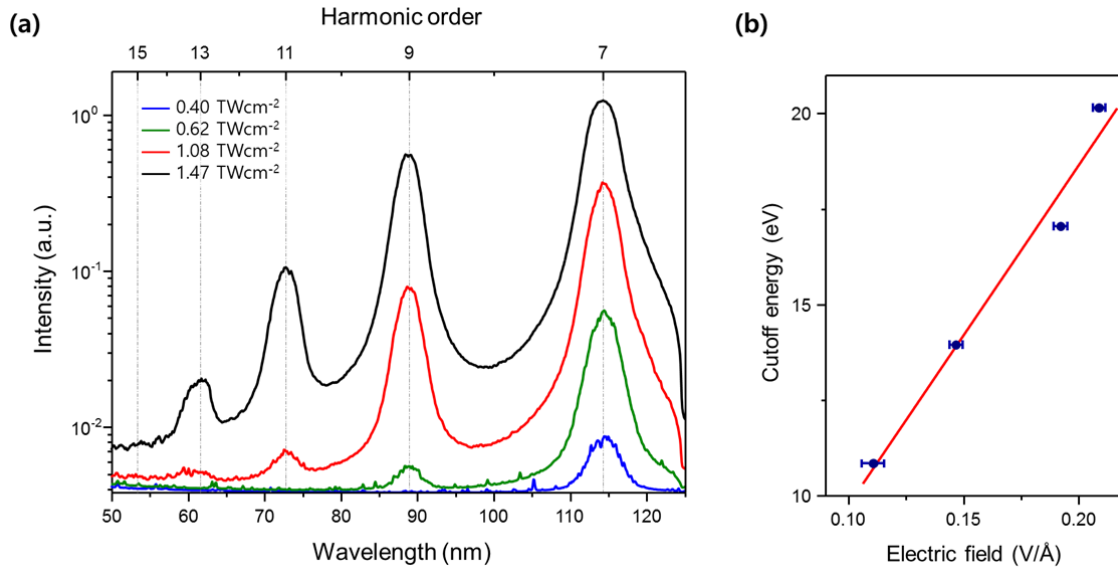 (a)
Harmonic order
15 13 11 9 7
0.40 TWcm⁻²
0.62 TWcm⁻²
1.08 TWcm⁻²
1.47 TWcm⁻²
Intensity (a.u.)
10⁰
10⁻¹
10⁻²
50 60 70 80 90 100 110 120
Wavelength (nm)
(b)
Cutoff energy (eV)
20
15
10
0.10 0.15 0.20
Electric field (V/Å)